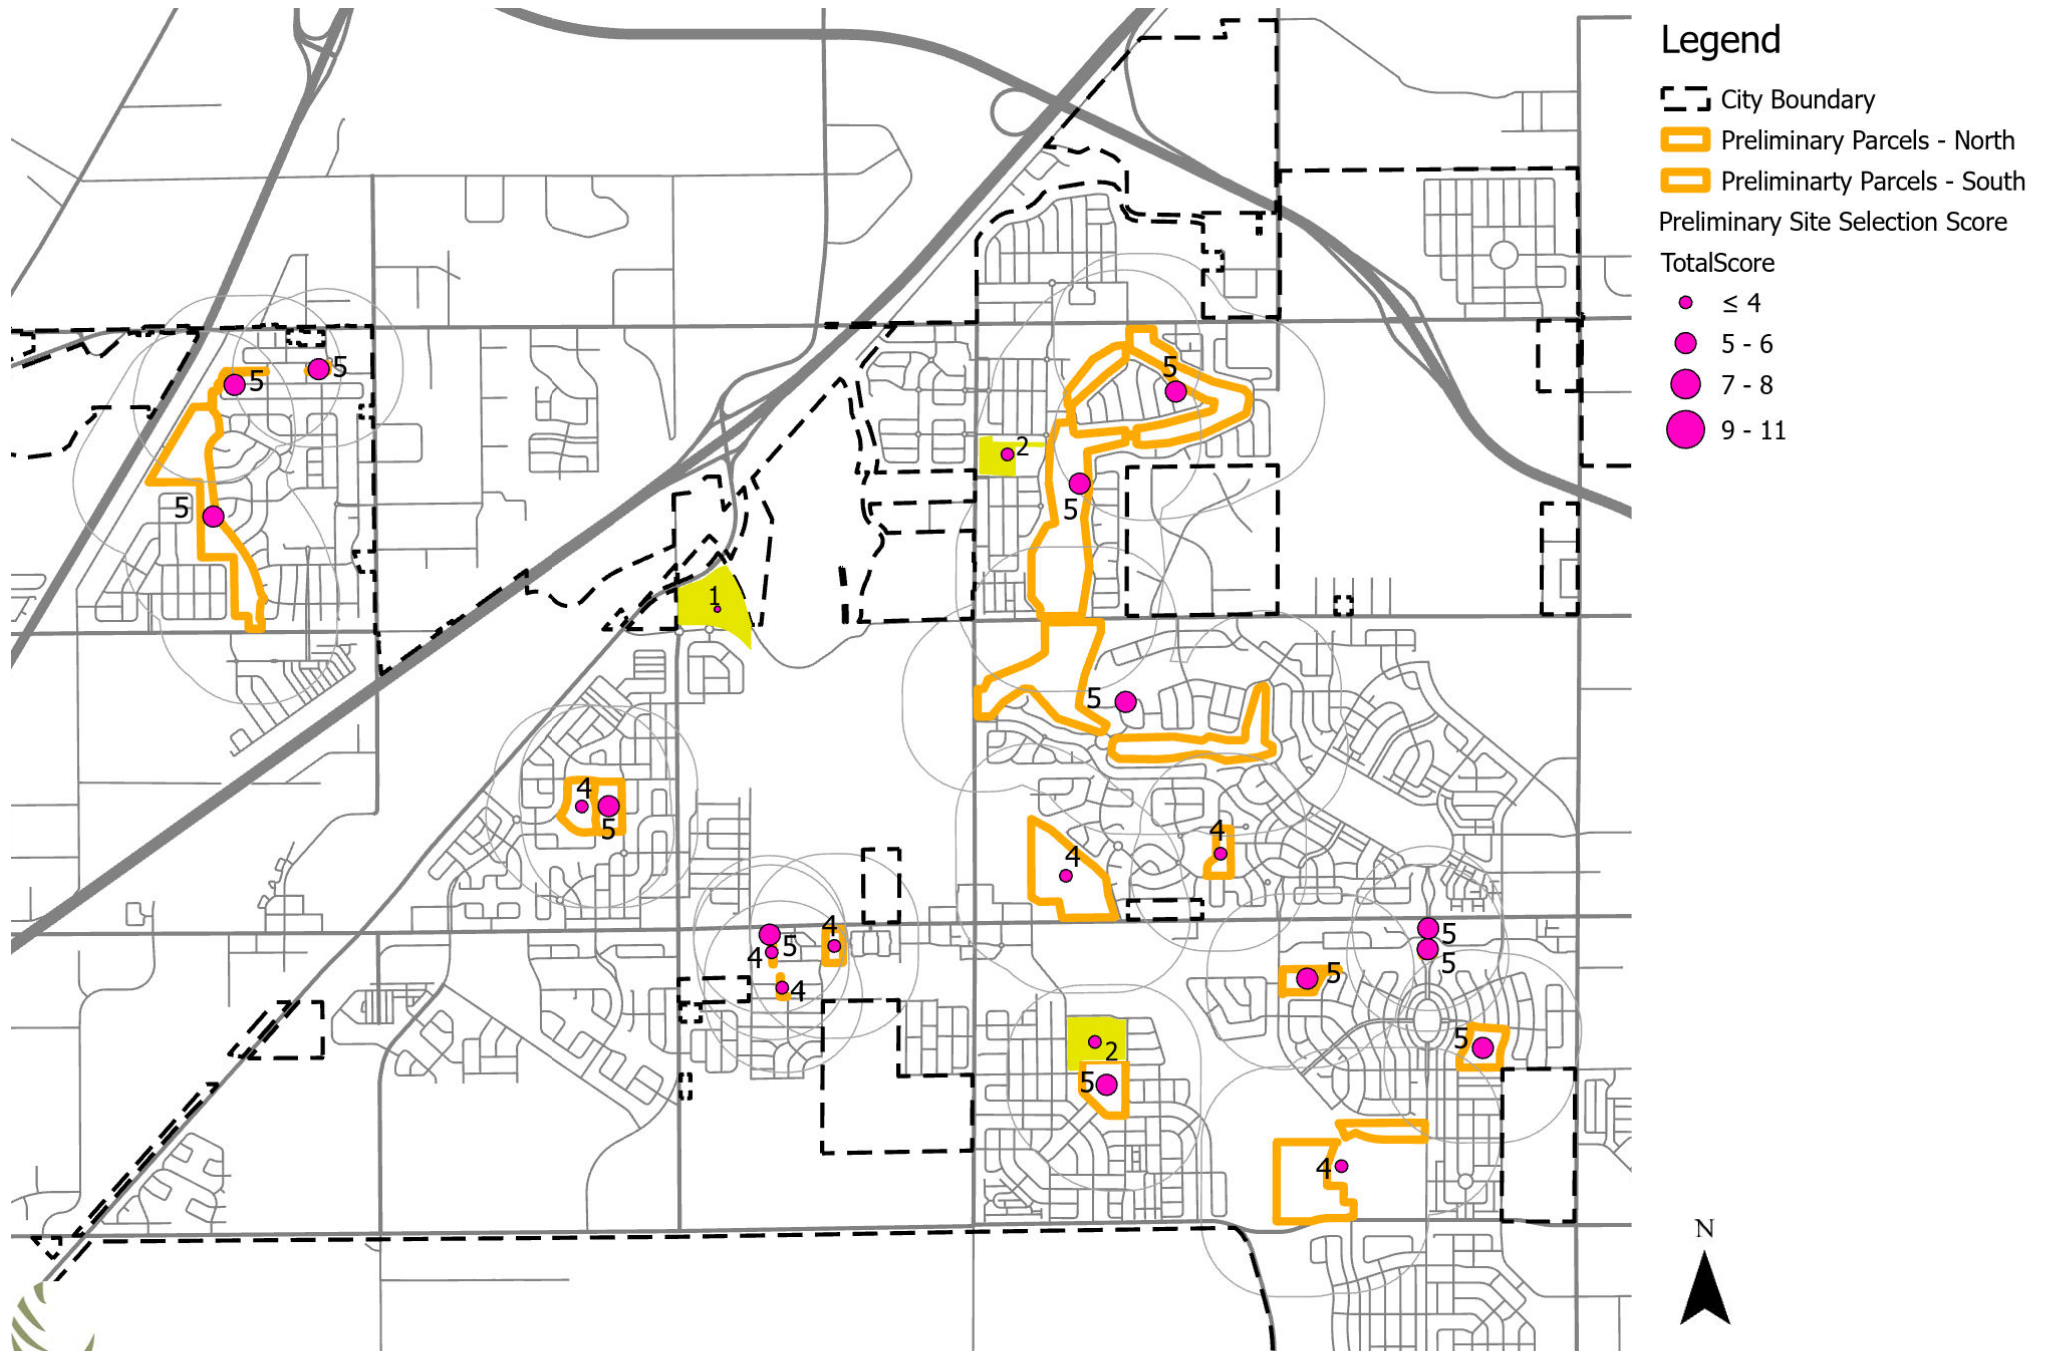 Legend
City Boundary
Preliminary Parcels - North
Preliminarty Parcels - South
Preliminary Site Selection Score
TotalScore
≤ 4
5 - 6
7 - 8
9 - 11
5
5
5
5
2
5
1
5
4
5
4
4
4
5
4
4
5
5
5
5
2
5
4
N